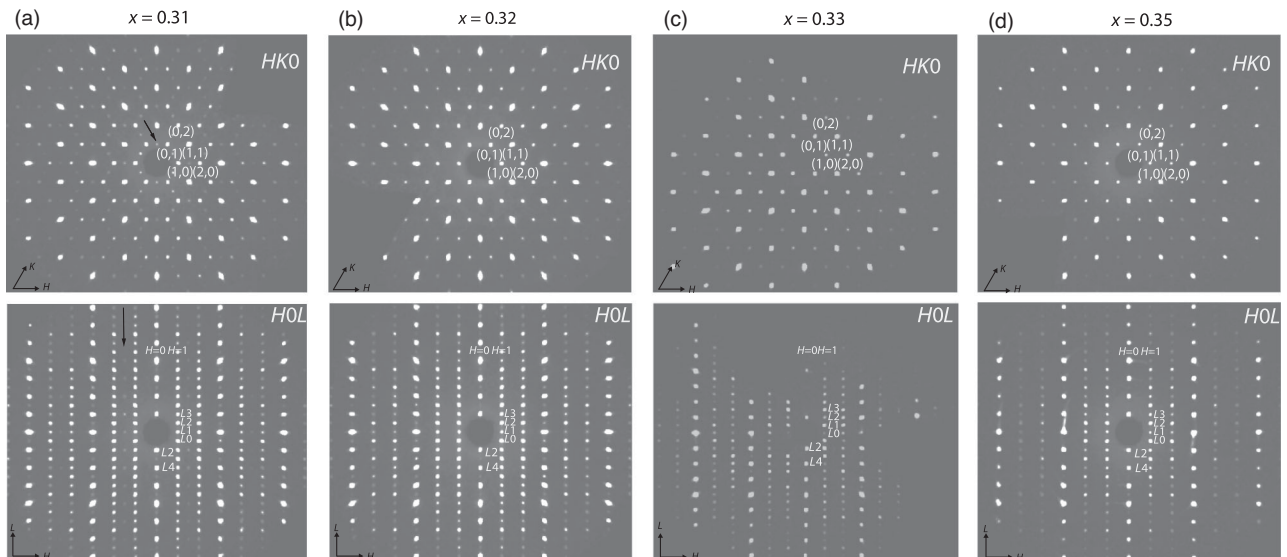 (a) x = 0.31
HK0
(0,2)
(0,1)(1,1)
(1,0)(2,0)
K
H
H0L
H=0 H=1
L3
L2
L1
L0
L2
L4
L
H
(b) x = 0.32
HK0
(0,2)
(0,1)(1,1)
(1,0)(2,0)
K
H
H0L
H=0 H=1
L3
L2
L1
L0
L2
L4
L
H
(c) x = 0.33
HK0
(0,2)
(0,1)(1,1)
(1,0)(2,0)
K
H
H0L
H=0H=1
L3
L2
L1
L0
L2
L4
L
H
(d) x = 0.35
HK0
(0,2)
(0,1)(1,1)
(1,0)(2,0)
K
H
H0L
H=0 H=1
L3
L2
L1
L0
L2
L4
L
H